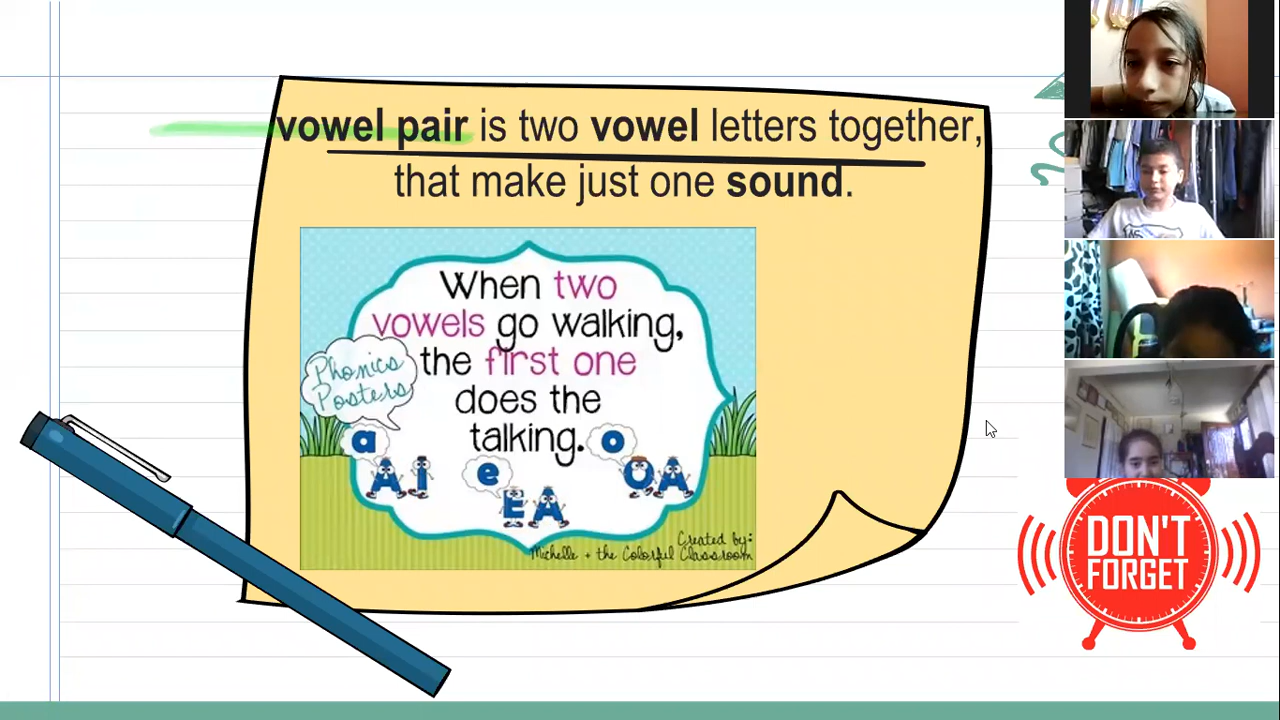 vowel pair is two vowel letters together,
that make just one sound.
When two
vowels go walking,
the first one
does the
talking.
Phonics
Posters
a
e
o
AI
EA
OA
Created by:
Michelle + the Colorful Classroom
DON'T
FORGET